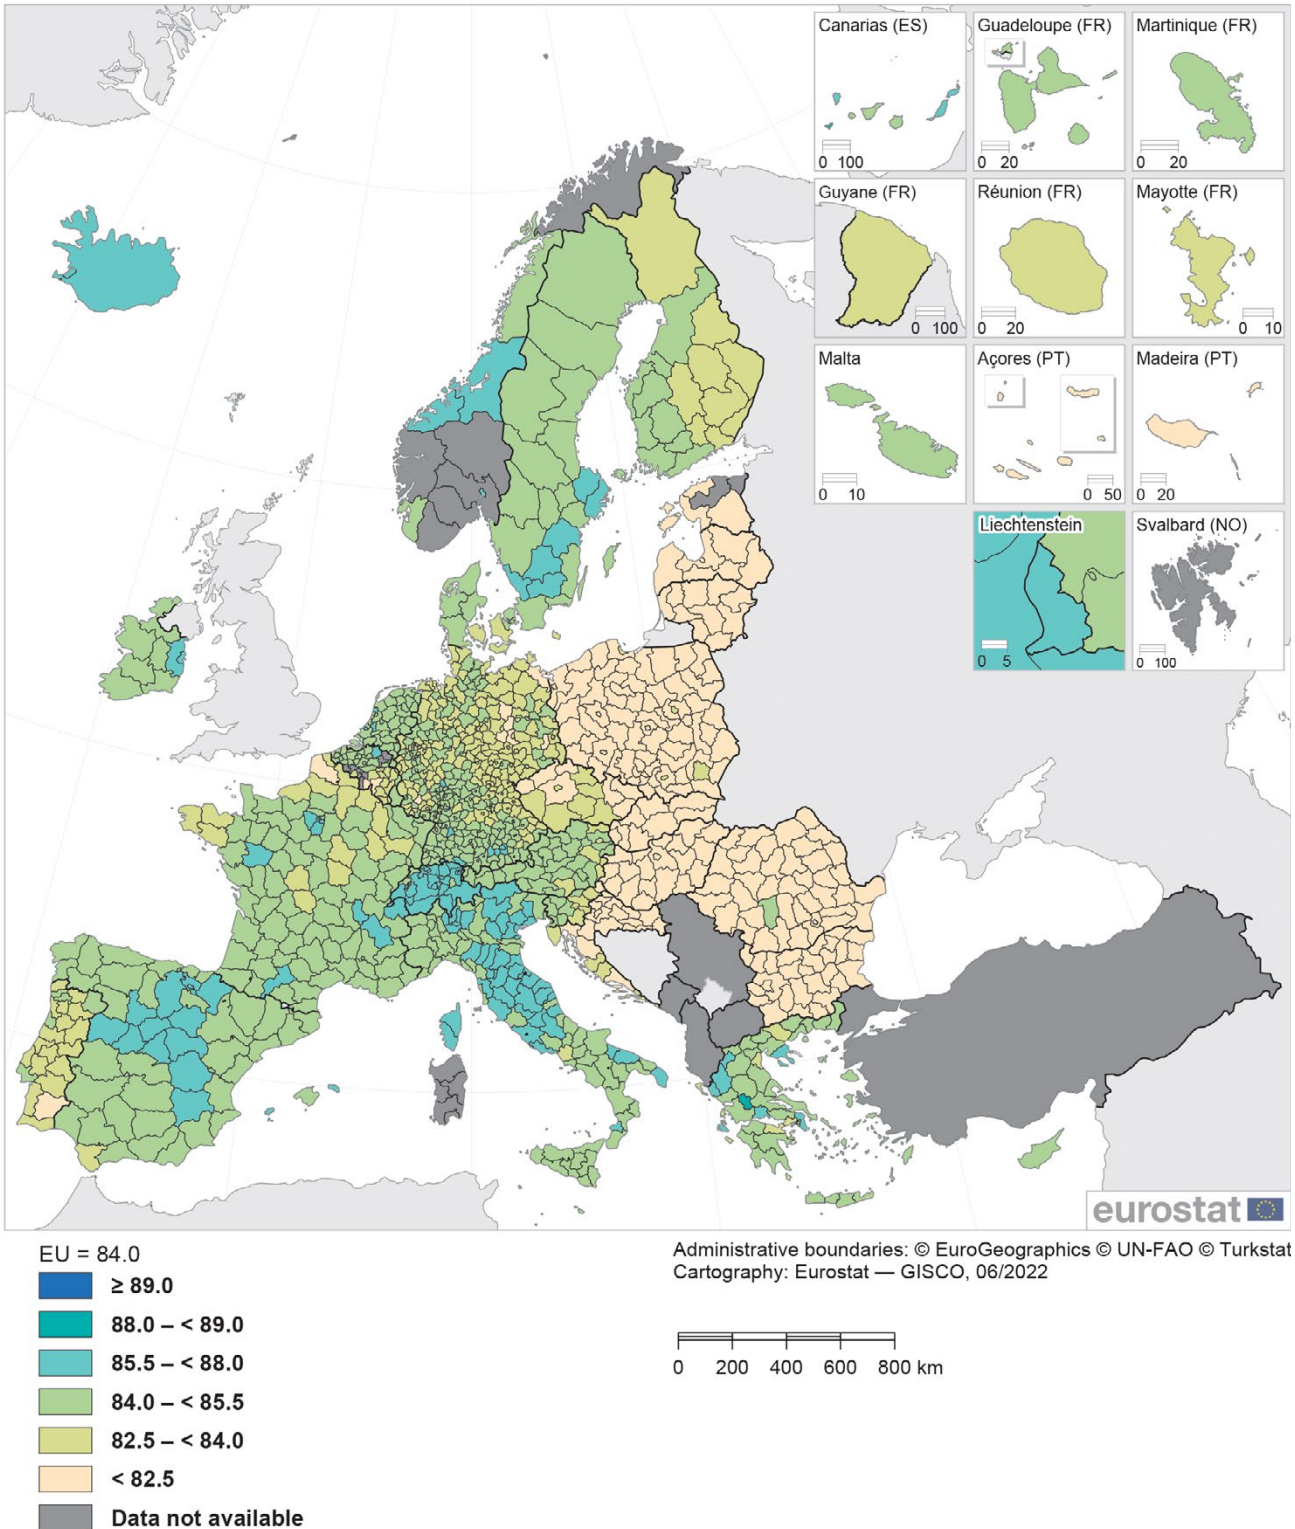 Canarias (ES)
0 100
Guadeloupe (FR)
0 20
Martinique (FR)
0 20
Guyane (FR)
0 100
Réunion (FR)
0 20
Mayotte (FR)
0 10
Malta
0 10
Açores (PT)
0 50
Madeira (PT)
0 20
Liechtenstein
0 5
Svalbard (NO)
0 100
eurostat
EU = 84.0
≥ 89.0
88.0 – < 89.0
85.5 – < 88.0
84.0 – < 85.5
82.5 – < 84.0
< 82.5
Data not available
Administrative boundaries: © EuroGeographics © UN-FAO © Turkstat
Cartography: Eurostat — GISCO, 06/2022
0 200 400 600 800 km